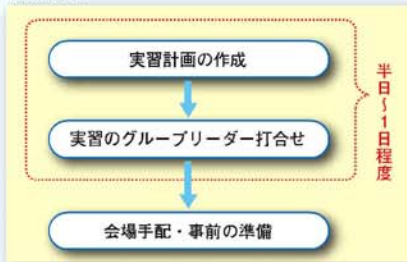 実習計画の作成
実習のグループリーダー打合せ
会場手配・事前の準備
半日～1日程度